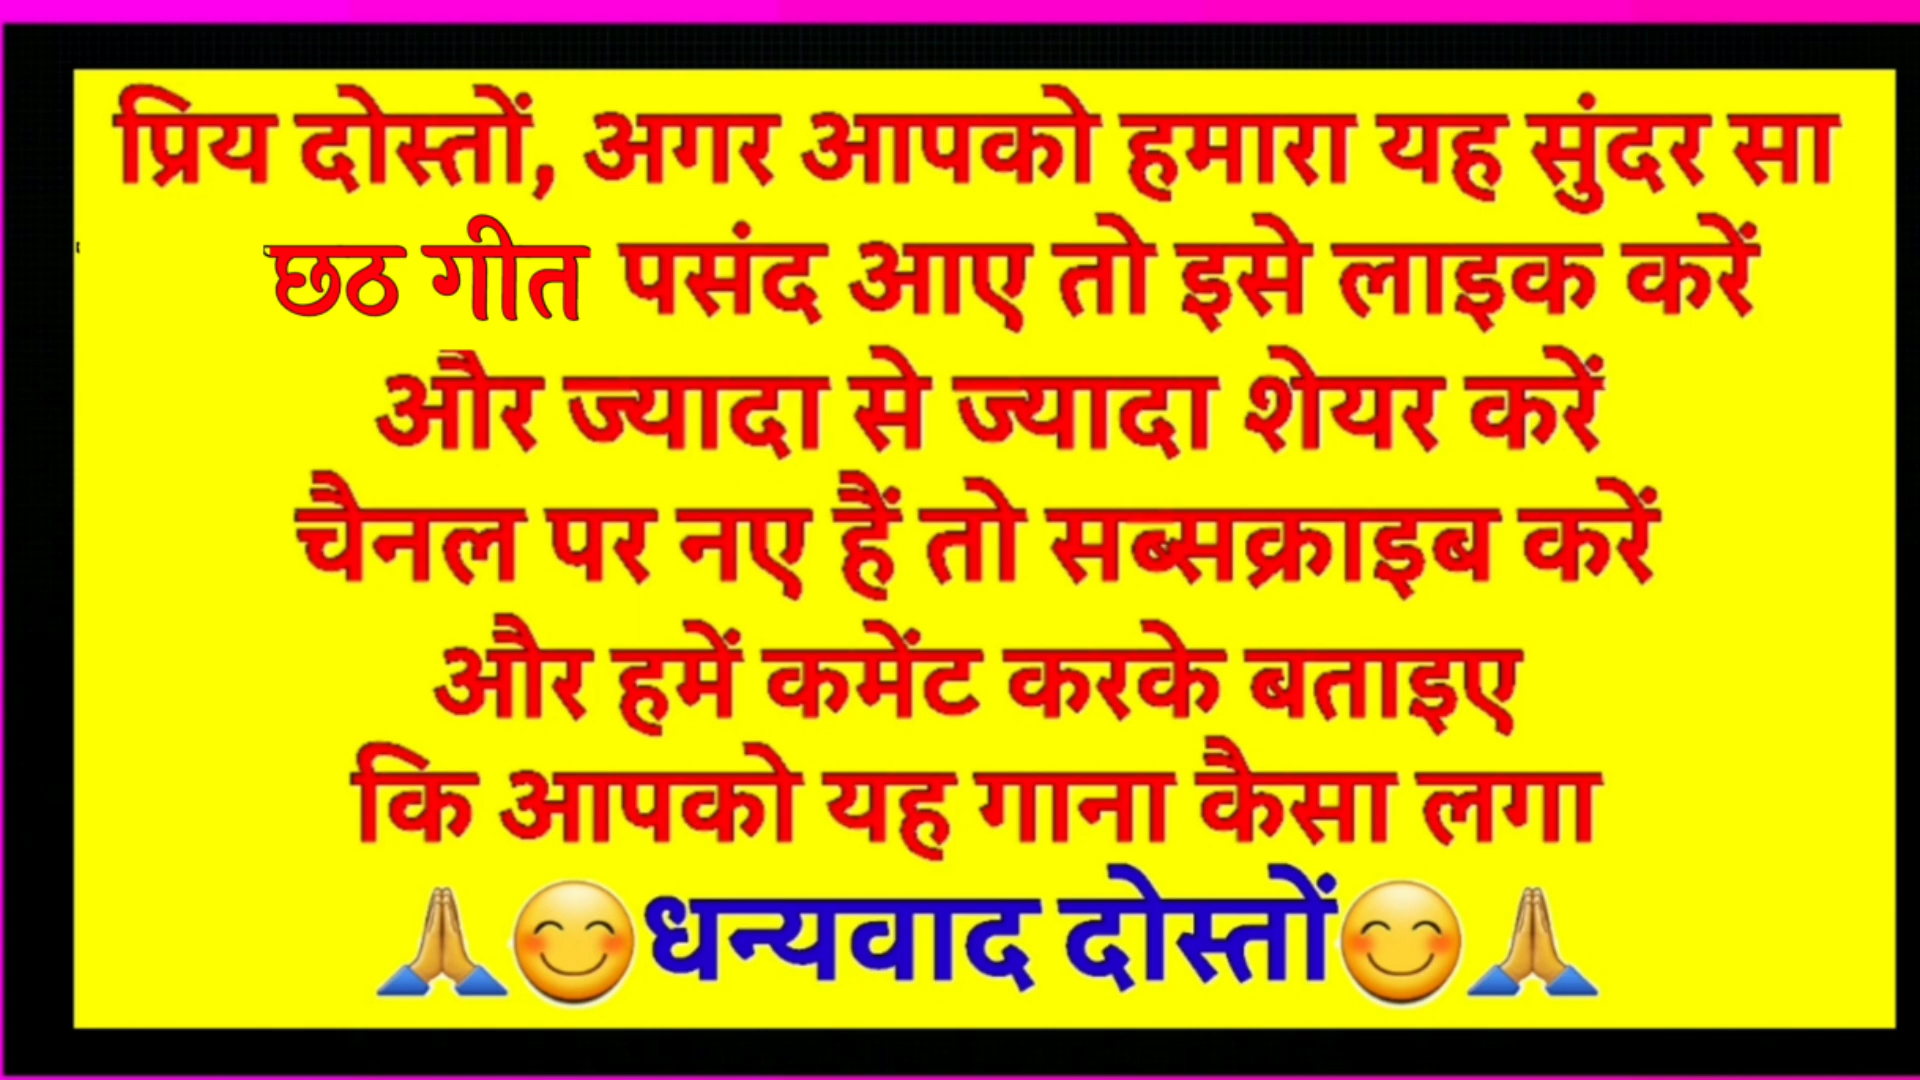 प्रिय दोस्तों, अगर आपको हमारा यह सुंदर सा
छठ गीत पसंद आए तो इसे लाइक करें
और ज्यादा से ज्यादा शेयर करें
चैनल पर नए हैं तो सब्सक्राइब करें
और हमें कमेंट करके बताइए
कि आपको यह गाना कैसा लगा
🙏😊धन्यवाद दोस्तों😊🙏